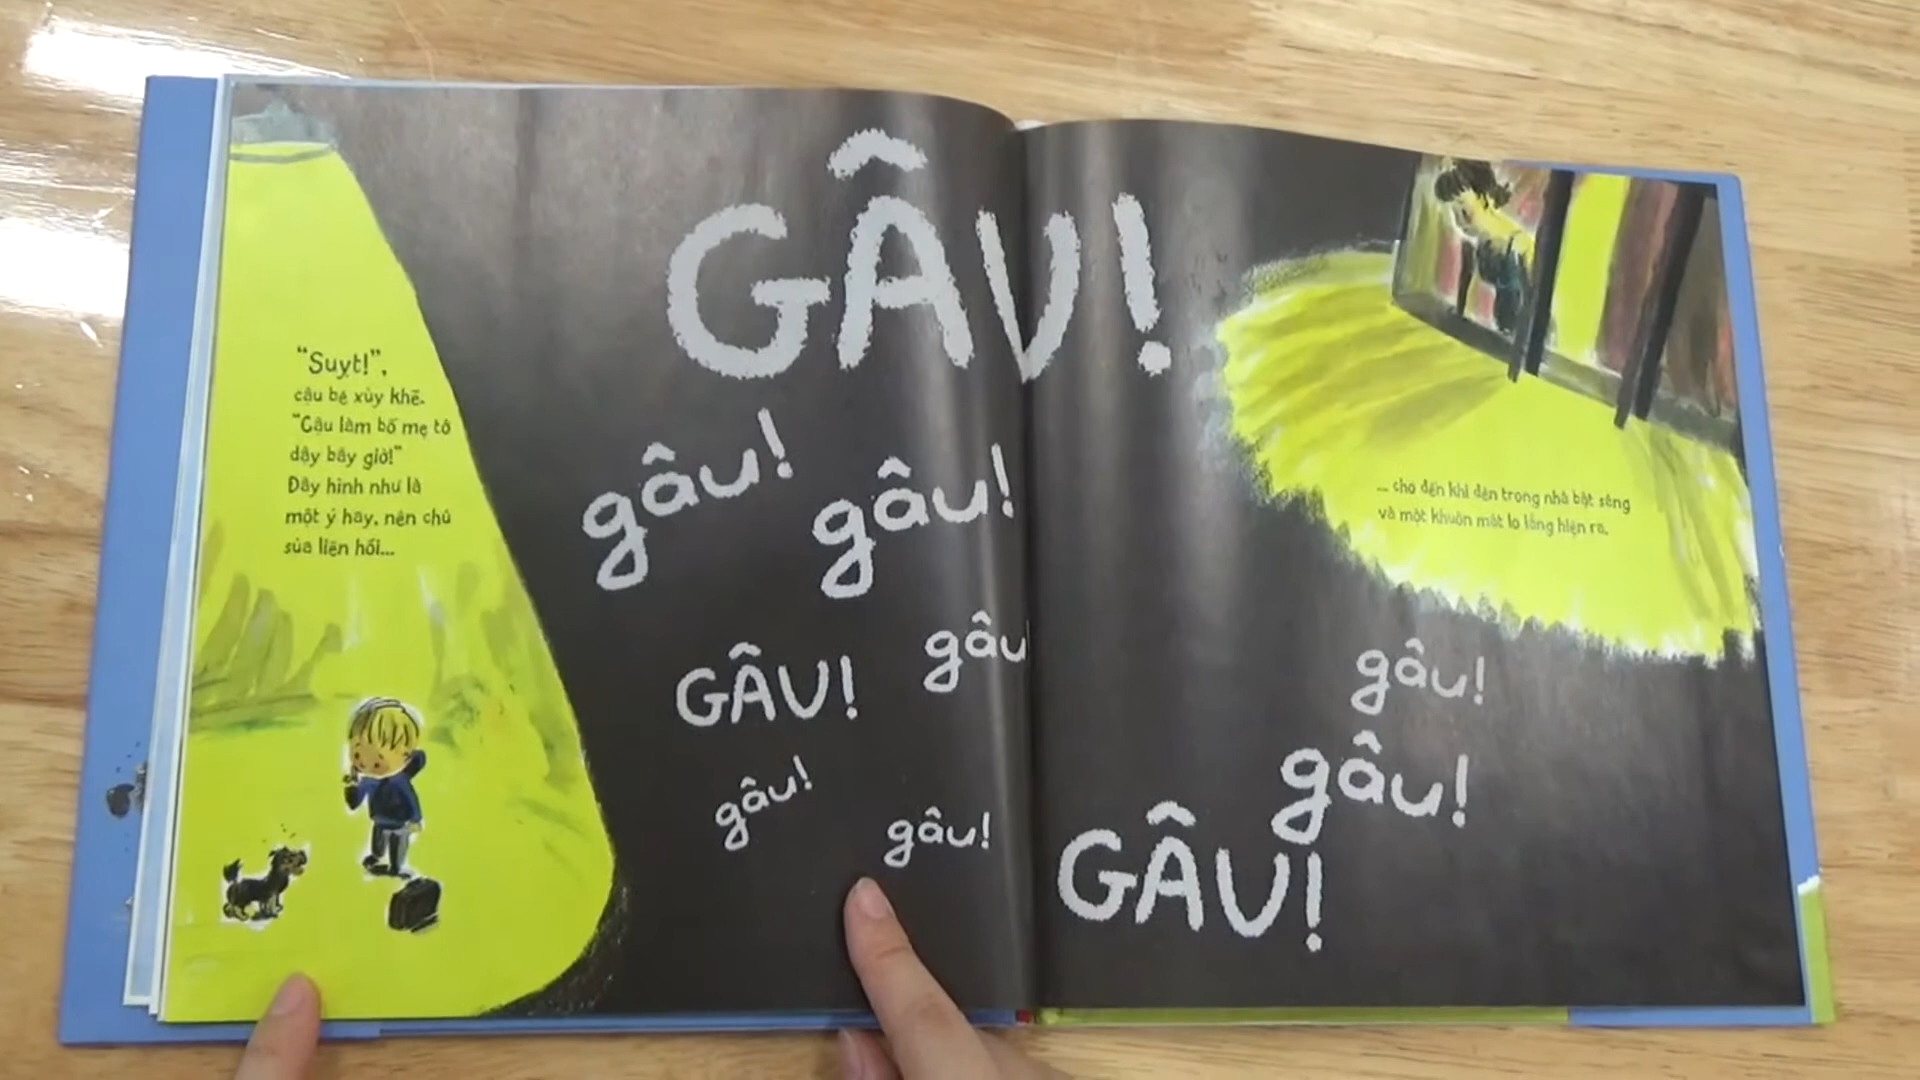 “Suỵt!”,
cậu bé xùy khẽ.
“Cậu làm bố mẹ tớ
dậy bây giờ!”
Đây hình như là
một ý hay, nên chú
sủa liên hồi...
GÂU!
gâu!
gâu!
GÂU!
gâu
gâu!
gâu!
... cho đến khi đèn trong nhà bật sáng
và một khuôn mặt lo lắng hiện ra.
gâu!
gâu!
GÂU!